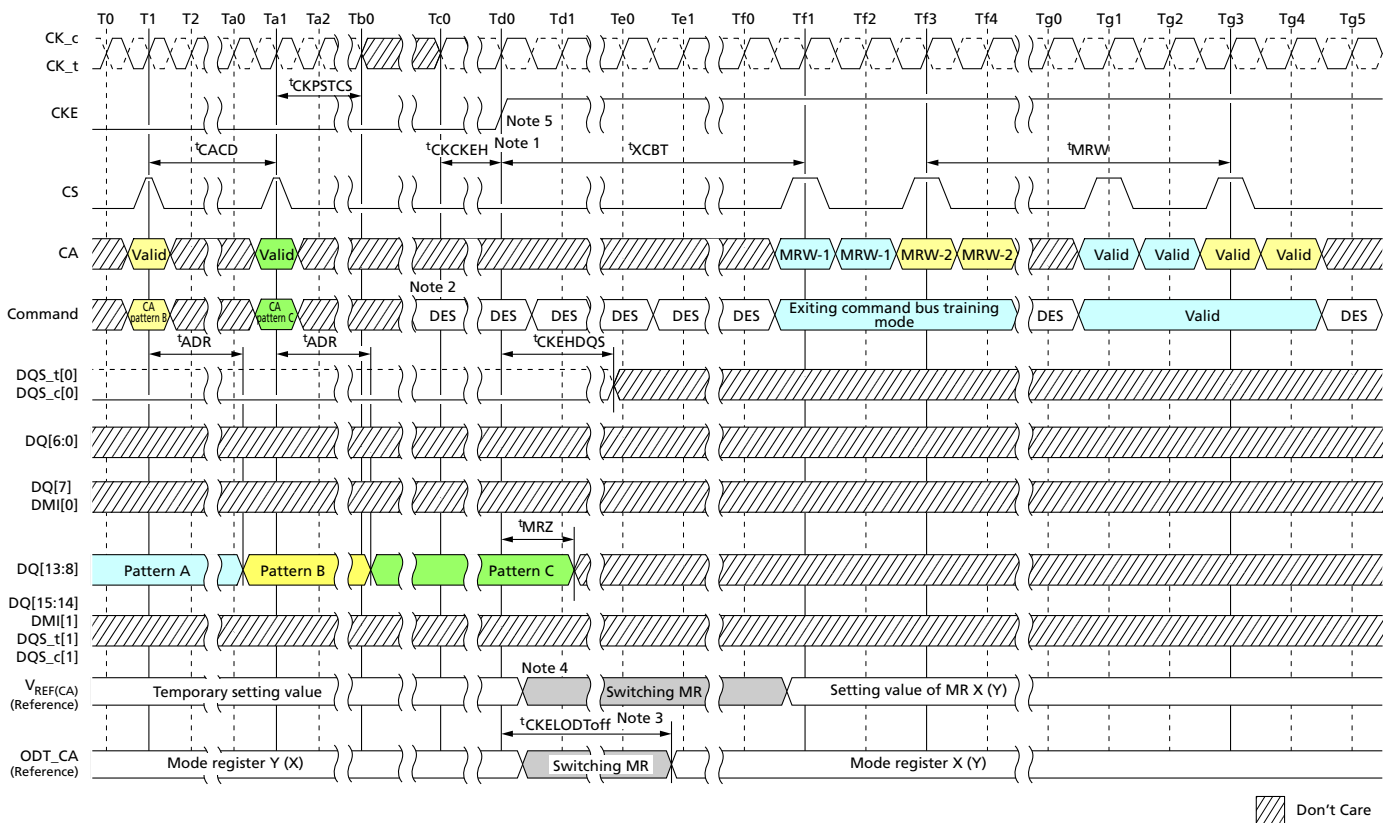 T0 T1 T2 Ta0 Ta1 Ta2 Tb0 Tc0 Td0 Td1 Te0 Te1 Tf0 Tf1 Tf2 Tf3 Tf4 Tg0 Tg1 Tg2 Tg3 Tg4 Tg5
CK_c
CK_t
tCKPSTCS
CKE
Note 5
Note 1
tCACD tCKCKEH tXCBT tMRW
CS
CA Valid Valid MRW-1 MRW-1 MRW-2 MRW-2 Valid Valid Valid Valid
Note 2
Command CA pattern B CA pattern C DES DES DES DES DES DES Exiting command bus training mode DES Valid DES
tADR tADR tCKEHDQS
DQS_t[0]
DQS_c[0]
DQ[6:0]
DQ[7]
DMI[0]
tMRZ
DQ[13:8] Pattern A Pattern B Pattern C
DQ[15:14]
DMI[1]
DQS_t[1]
DQS_c[1]
Note 4
VREF(CA) Temporary setting value Switching MR Setting value of MR X (Y)
(Reference)
tCKELODToff Note 3
ODT_CA Mode register Y (X) Switching MR Mode register X (Y)
(Reference)
Don't Care